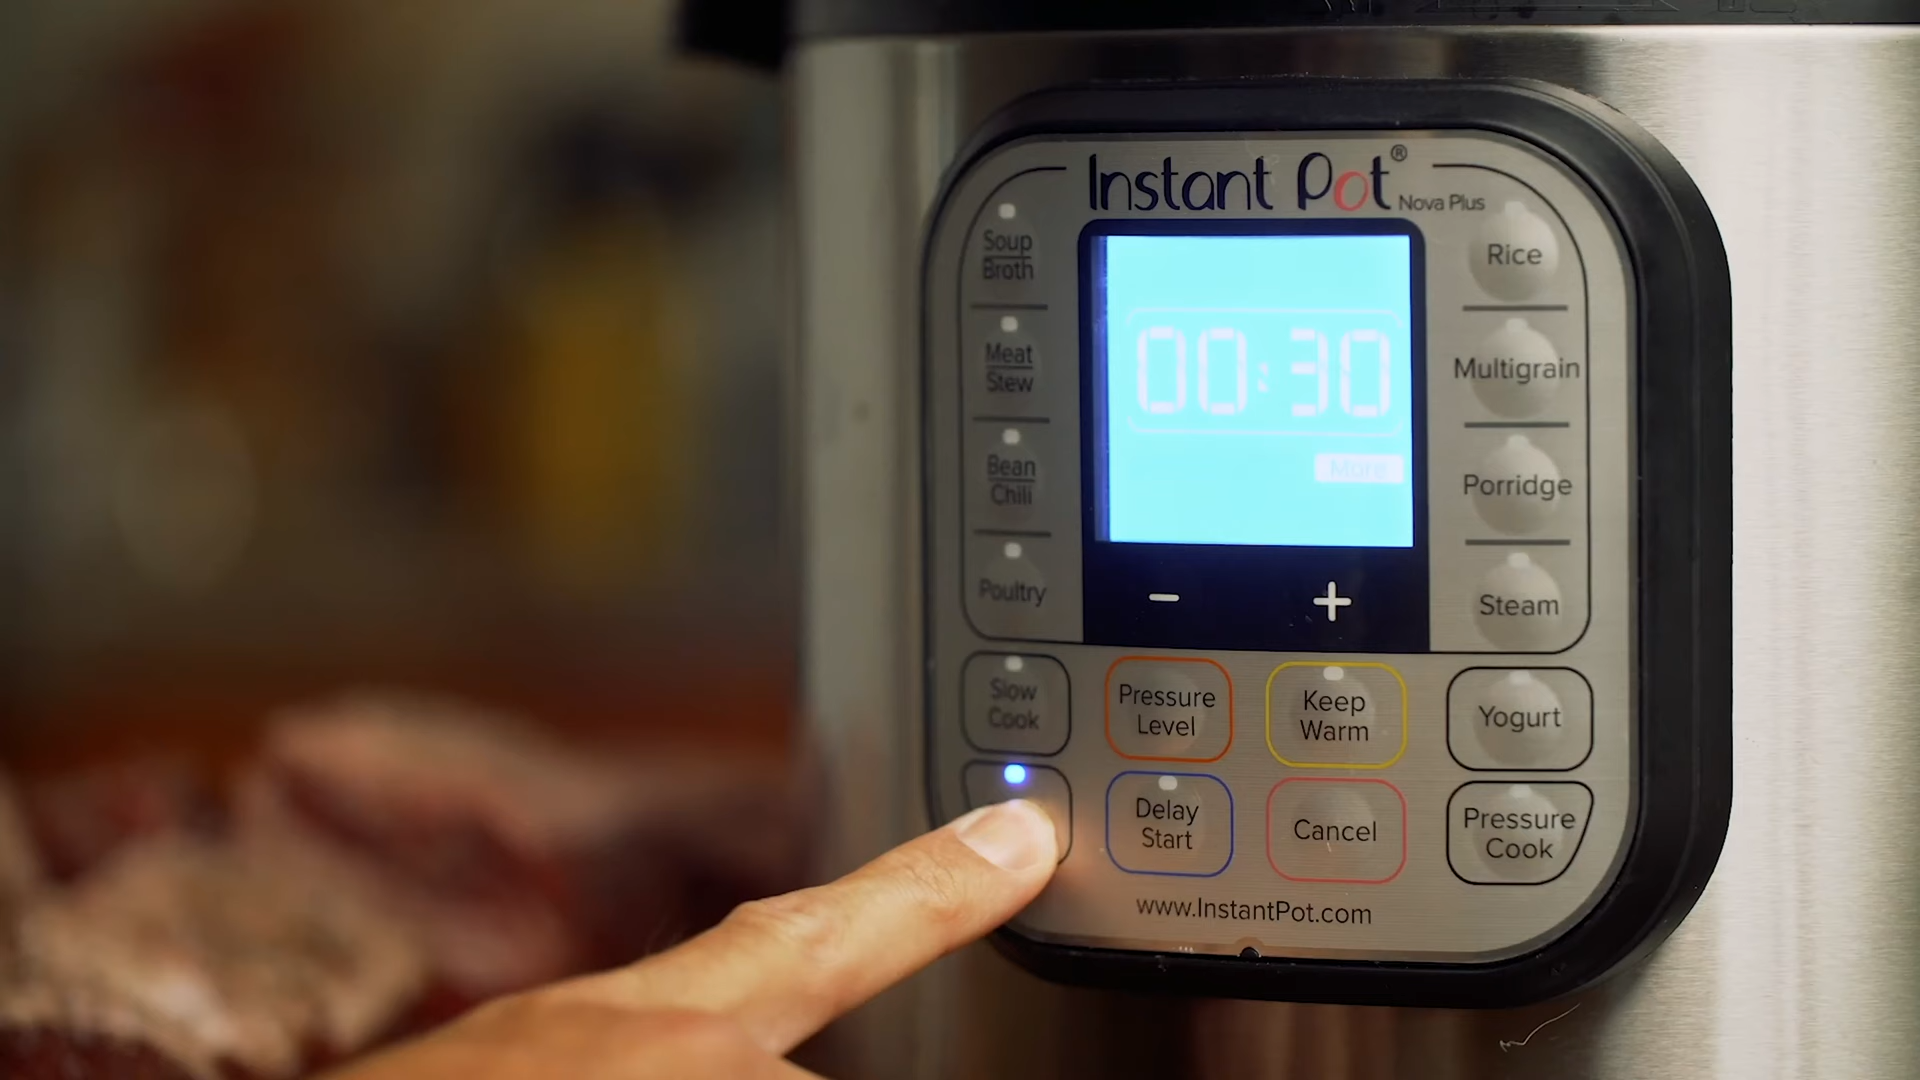 Instant Pot®
Nova Plus
Soup
Broth
Meat
Stew
Bean
Chili
Poultry
00:30
More
− +
Rice
Multigrain
Porridge
Steam
Slow
Cook
Pressure
Level
Keep
Warm
Yogurt
Delay
Start
Cancel
Pressure
Cook
www.InstantPot.com